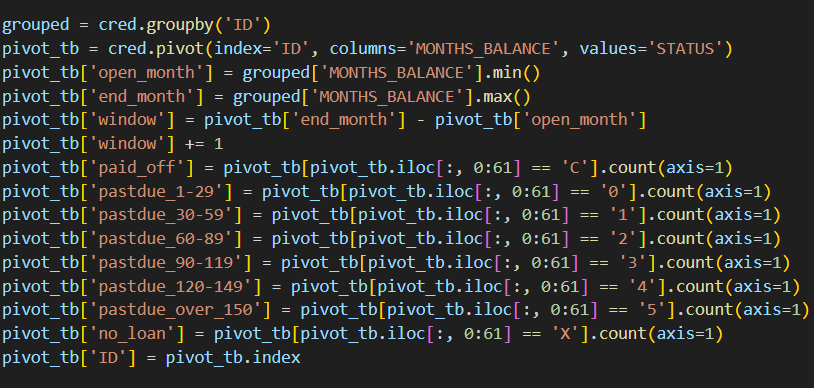 grouped = cred.groupby('ID')
pivot_tb = cred.pivot(index='ID', columns='MONTHS_BALANCE', values='STATUS')
pivot_tb['open_month'] = grouped['MONTHS_BALANCE'].min()
pivot_tb['end_month'] = grouped['MONTHS_BALANCE'].max()
pivot_tb['window'] = pivot_tb['end_month'] - pivot_tb['open_month']
pivot_tb['window'] += 1
pivot_tb['paid_off'] = pivot_tb[pivot_tb.iloc[:, 0:61] == 'C'].count(axis=1)
pivot_tb['pastdue_1-29'] = pivot_tb[pivot_tb.iloc[:, 0:61] == '0'].count(axis=1)
pivot_tb['pastdue_30-59'] = pivot_tb[pivot_tb.iloc[:, 0:61] == '1'].count(axis=1)
pivot_tb['pastdue_60-89'] = pivot_tb[pivot_tb.iloc[:, 0:61] == '2'].count(axis=1)
pivot_tb['pastdue_90-119'] = pivot_tb[pivot_tb.iloc[:, 0:61] == '3'].count(axis=1)
pivot_tb['pastdue_120-149'] = pivot_tb[pivot_tb.iloc[:, 0:61] == '4'].count(axis=1)
pivot_tb['pastdue_over_150'] = pivot_tb[pivot_tb.iloc[:, 0:61] == '5'].count(axis=1)
pivot_tb['no_loan'] = pivot_tb[pivot_tb.iloc[:, 0:61] == 'X'].count(axis=1)
pivot_tb['ID'] = pivot_tb.index